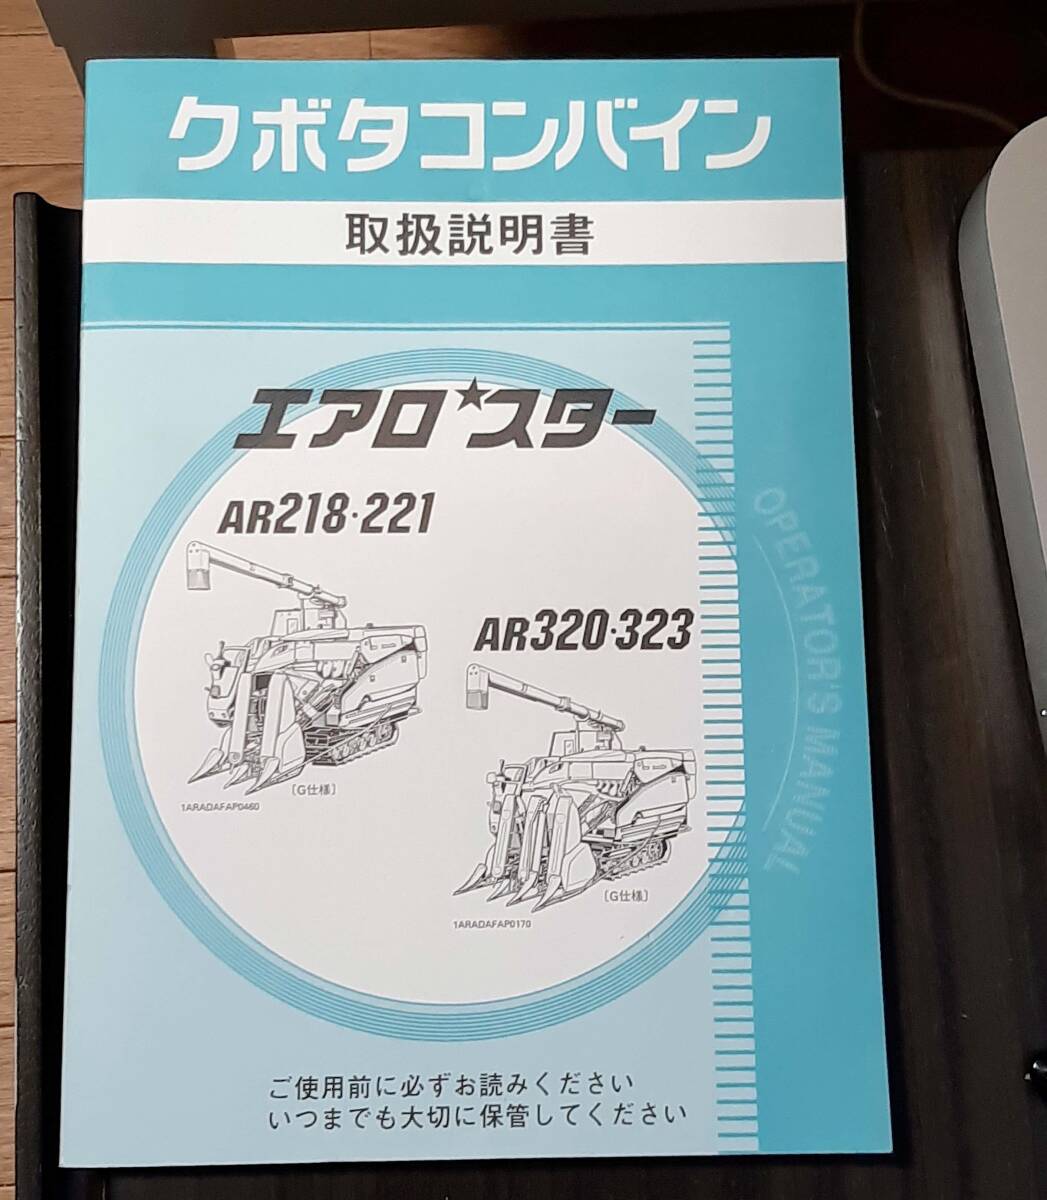 クボタコンバイン
取扱説明書
エアロ★スター
AR218・221
AR320・323
〔G仕様〕
1ARADAFAP0460
〔G仕様〕
1ARADAFAP0170
OPERATOR'S MANUAL
ご使用前に必ずお読みください
いつまでも大切に保管してください